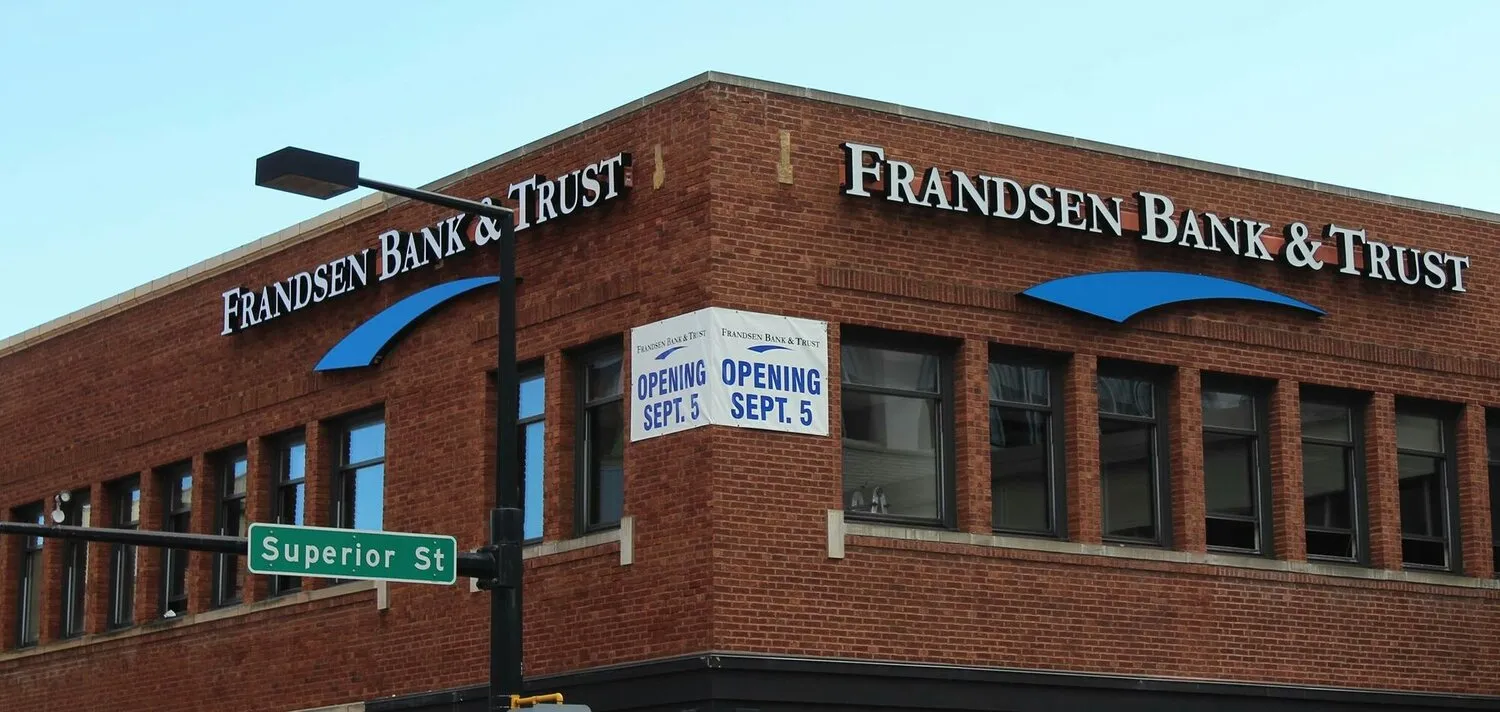 Frandsen Bank & Trust
Frandsen Bank & Trust
Frandsen Bank & Trust
OPENING
SEPT. 5
Frandsen Bank & Trust
OPENING
SEPT. 5
Superior St